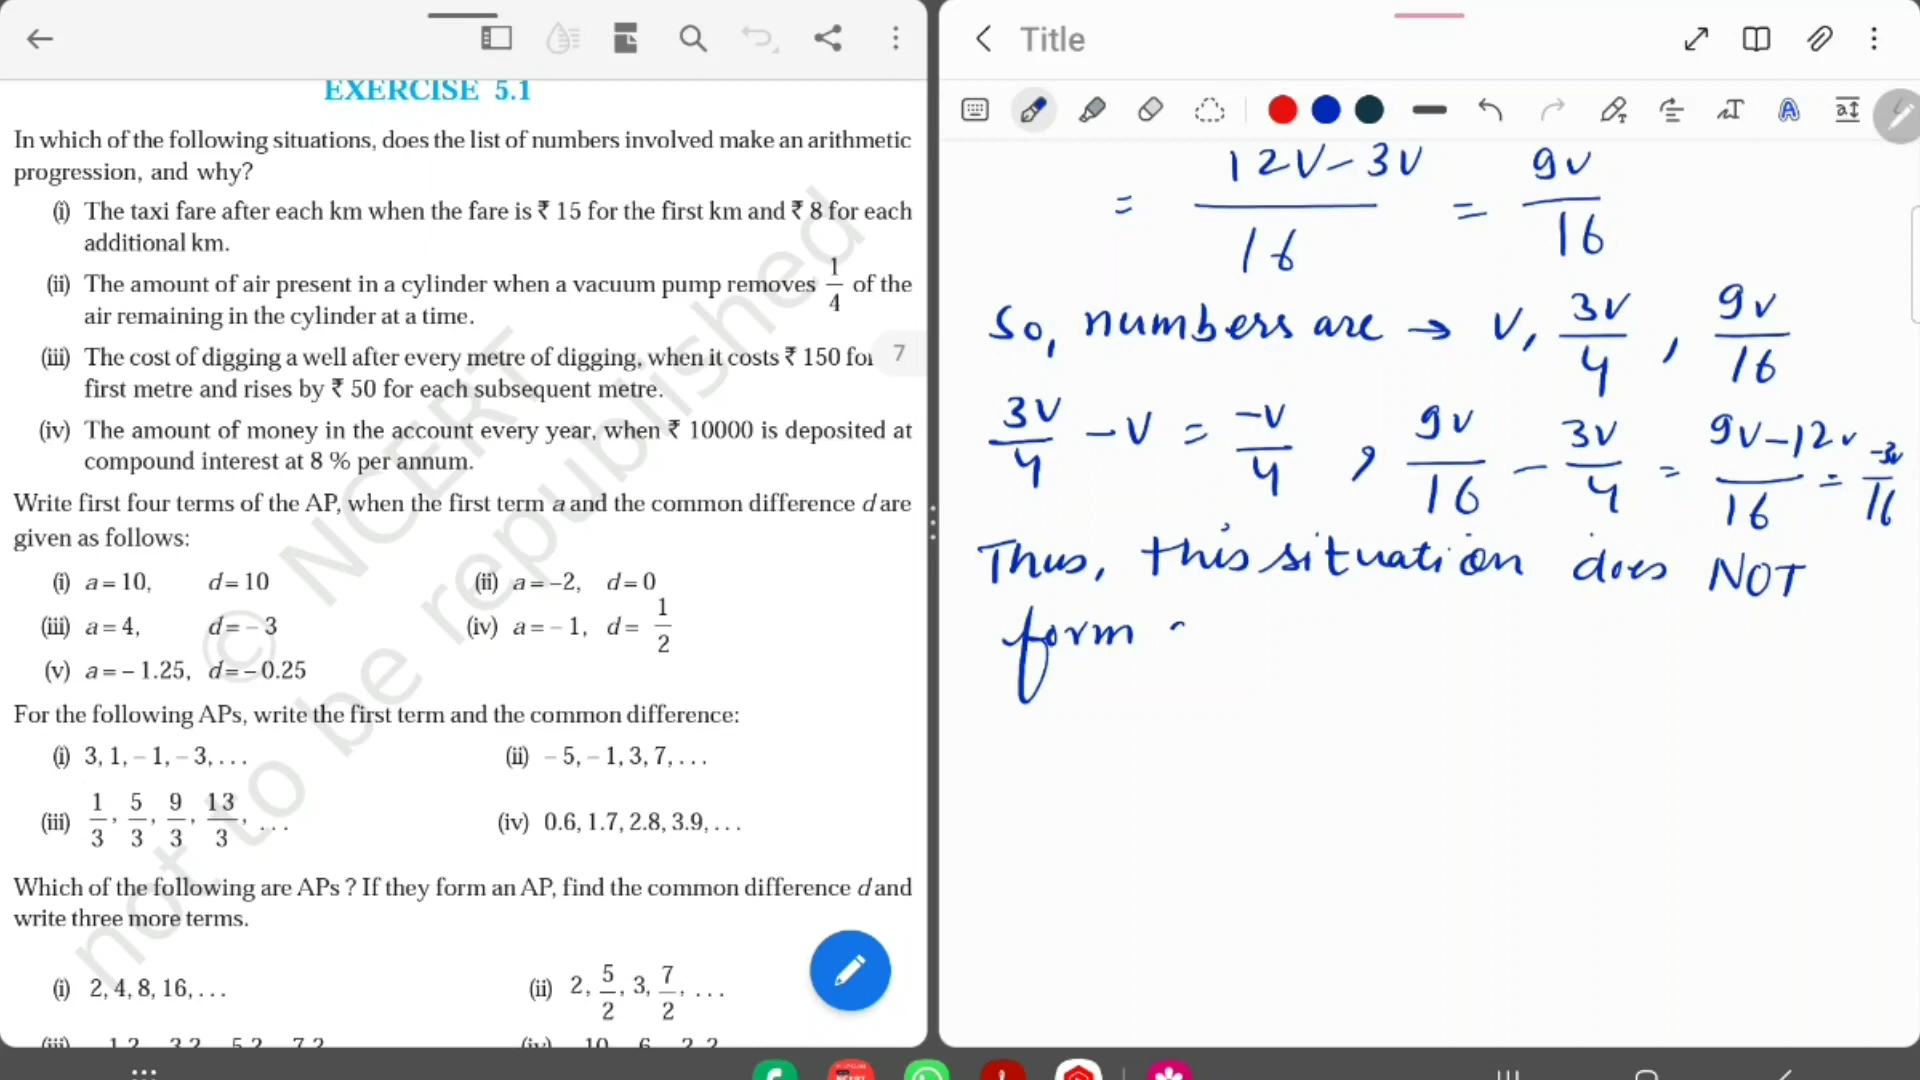 EXERCISE 5.1
In which of the following situations, does the list of numbers involved make an arithmetic
progression, and why?
(i) The taxi fare after each km when the fare is ₹ 15 for the first km and ₹ 8 for each
additional km.
(ii) The amount of air present in a cylinder when a vacuum pump removes 1/4 of the
air remaining in the cylinder at a time.
(iii) The cost of digging a well after every metre of digging, when it costs ₹ 150 for
first metre and rises by ₹ 50 for each subsequent metre.
7
(iv) The amount of money in the account every year, when ₹ 10000 is deposited at
compound interest at 8 % per annum.
Write first four terms of the AP, when the first term a and the common difference d are
given as follows:
(i) a = 10, d = 10 (ii) a = –2, d = 0
(iii) a = 4, d = – 3 (iv) a = – 1, d = 1/2
(v) a = – 1.25, d = – 0.25
For the following APs, write the first term and the common difference:
(i) 3, 1, – 1, – 3, . . . (ii) – 5, – 1, 3, 7, . . .
(iii) 1/3, 5/3, 9/3, 13/3, . . . (iv) 0.6, 1.7, 2.8, 3.9, . . .
Which of the following are APs ? If they form an AP, find the common difference d and
write three more terms.
(i) 2, 4, 8, 16, . . . (ii) 2, 5/2, 3, 7/2, . . .
© NCERT
not to be republished
Title
= 12V – 3V / 16 = 9V/16
So, numbers are → V, 3V/4, 9V/16
3V/4 – V = –V/4, 9V/16 – 3V/4 = 9V–12V/16 = –3V/16
Thus, this situation does NOT
form